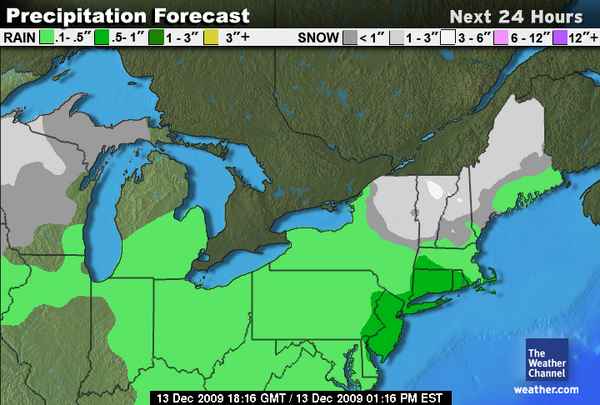 Precipitation Forecast Next 24 Hours
RAIN .1-.5" .5-1" 1-3" 3"+ SNOW <1" 1-3" 3-6" 6-12" 12"+
The
Weather
Channel
weather.com
13 Dec 2009 18:16 GMT / 13 Dec 2009 01:16 PM EST